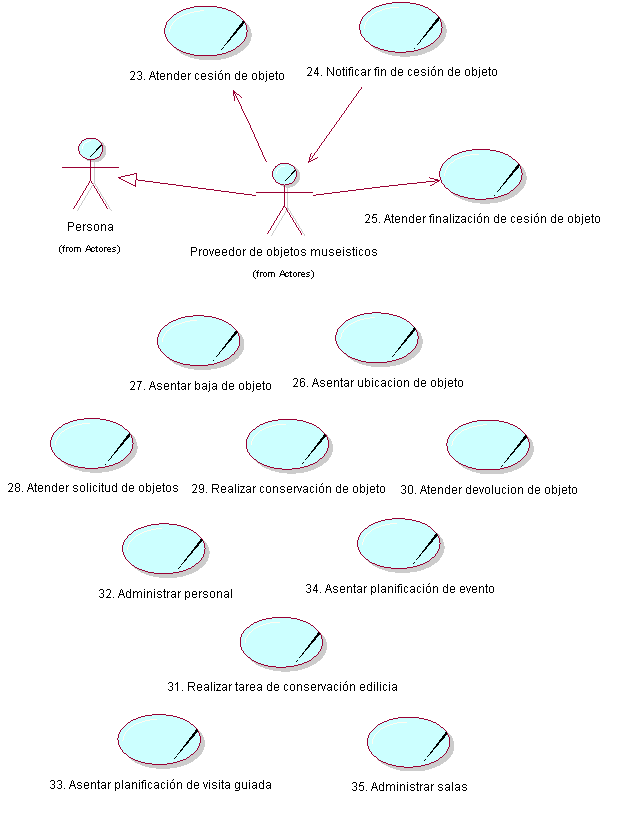 23. Atender cesión de objeto
24. Notificar fin de cesión de objeto
Persona
(from Actores)
25. Atender finalización de cesión de objeto
Proveedor de objetos museisticos
(from Actores)
27. Asentar baja de objeto
26. Asentar ubicacion de objeto
28. Atender solicitud de objetos
29. Realizar conservación de objeto
30. Atender devolucion de objeto
32. Administrar personal
34. Asentar planificación de evento
31. Realizar tarea de conservación edilicia
33. Asentar planificación de visita guiada
35. Administrar salas